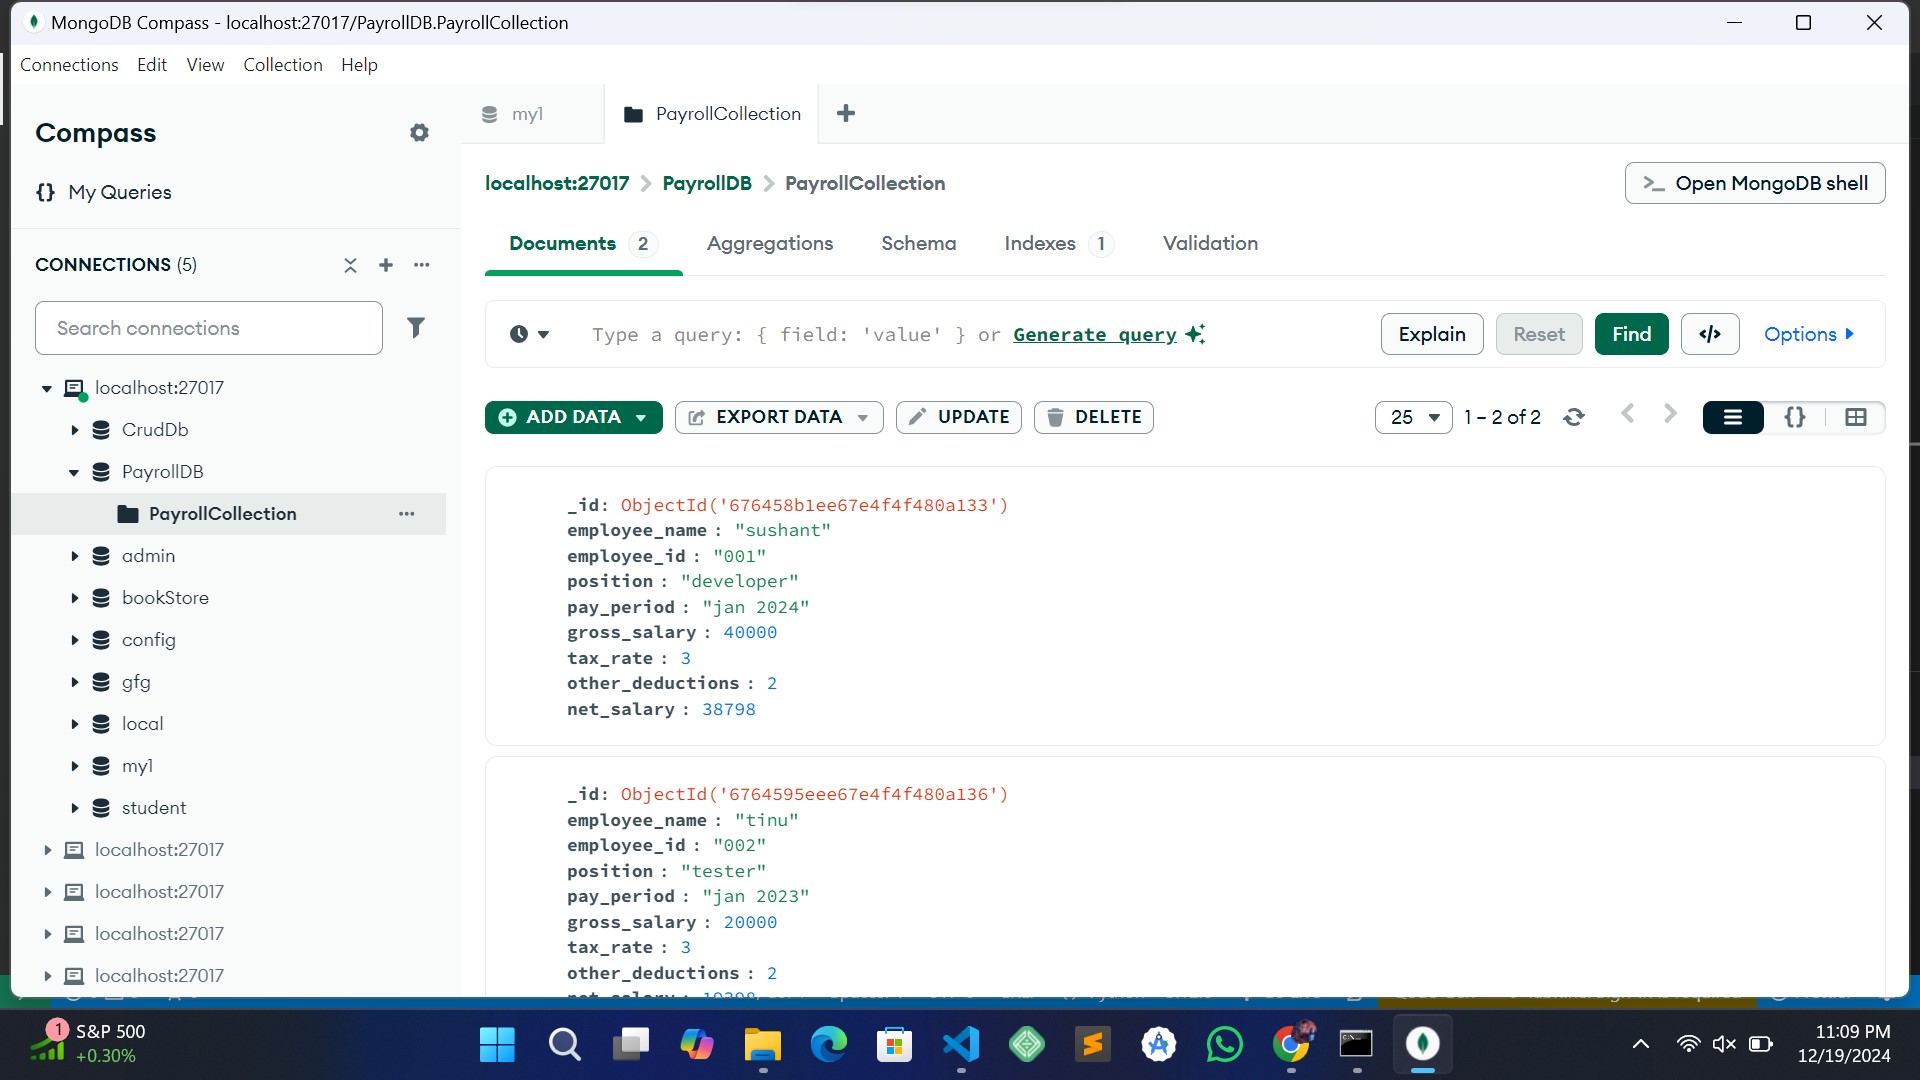 MongoDB Compass - localhost:27017/PayrollDB.PayrollCollection
Connections Edit View Collection Help
Compass
my1
PayrollCollection
{} My Queries
localhost:27017 > PayrollDB > PayrollCollection
>_ Open MongoDB shell
Documents 2 Aggregations Schema Indexes 1 Validation
CONNECTIONS (5)
Search connections
Type a query: { field: 'value' } or Generate query
Explain Reset Find </> Options
ADD DATA EXPORT DATA UPDATE DELETE
25 1 – 2 of 2 {}
localhost:27017
CrudDb
PayrollDB
PayrollCollection
admin
bookStore
config
gfg
local
my1
student
localhost:27017
localhost:27017
localhost:27017
localhost:27017
_id: ObjectId('676458b1ee67e4f4f480a133')
employee_name : "sushant"
employee_id : "001"
position : "developer"
pay_period : "jan 2024"
gross_salary : 40000
tax_rate : 3
other_deductions : 2
net_salary : 38798
_id: ObjectId('6764595eee67e4f4f480a136')
employee_name : "tinu"
employee_id : "002"
position : "tester"
pay_period : "jan 2023"
gross_salary : 20000
tax_rate : 3
other_deductions : 2
1
S&P 500
+0.30%
11:09 PM
12/19/2024